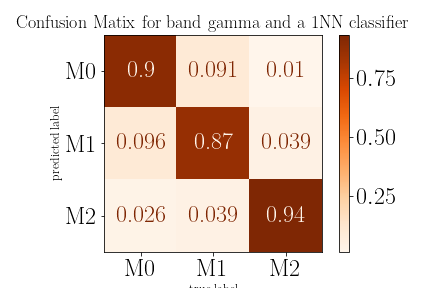 Confusion Matix for band gamma and a 1NN classifier
M0 0.9 0.091 0.01
M1 0.096 0.87 0.039
M2 0.026 0.039 0.94
M0 M1 M2
predicted label
true label
0.75
0.50
0.25